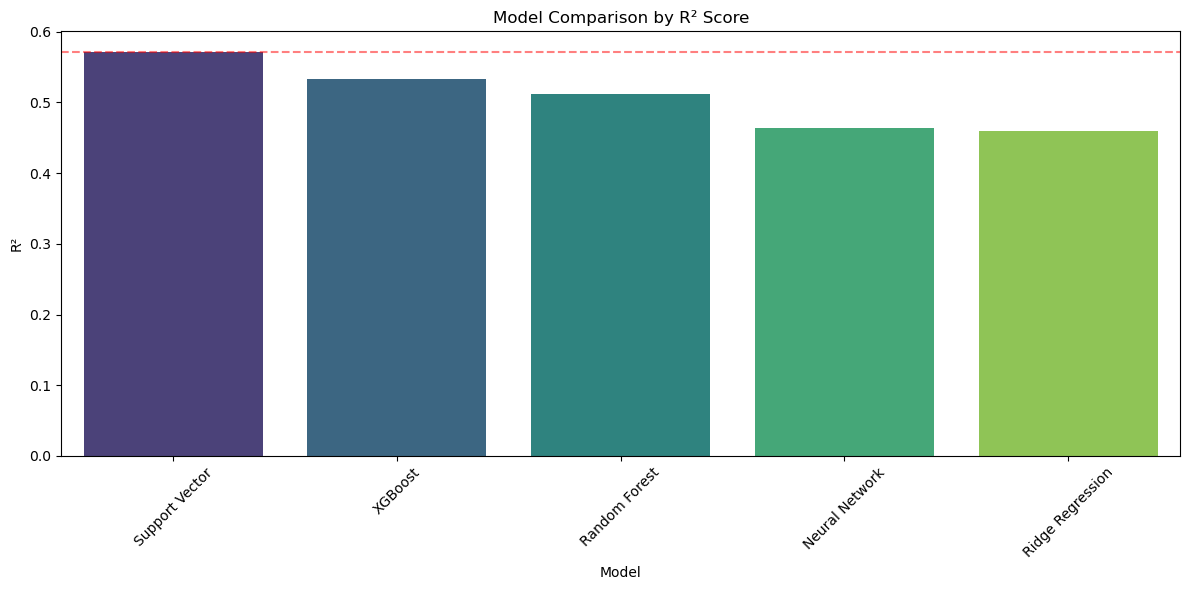 Model Comparison by R² Score
0.6
0.5
0.4
0.3
0.2
0.1
0.0
R²
Support Vector
XGBoost
Random Forest
Neural Network
Ridge Regression
Model